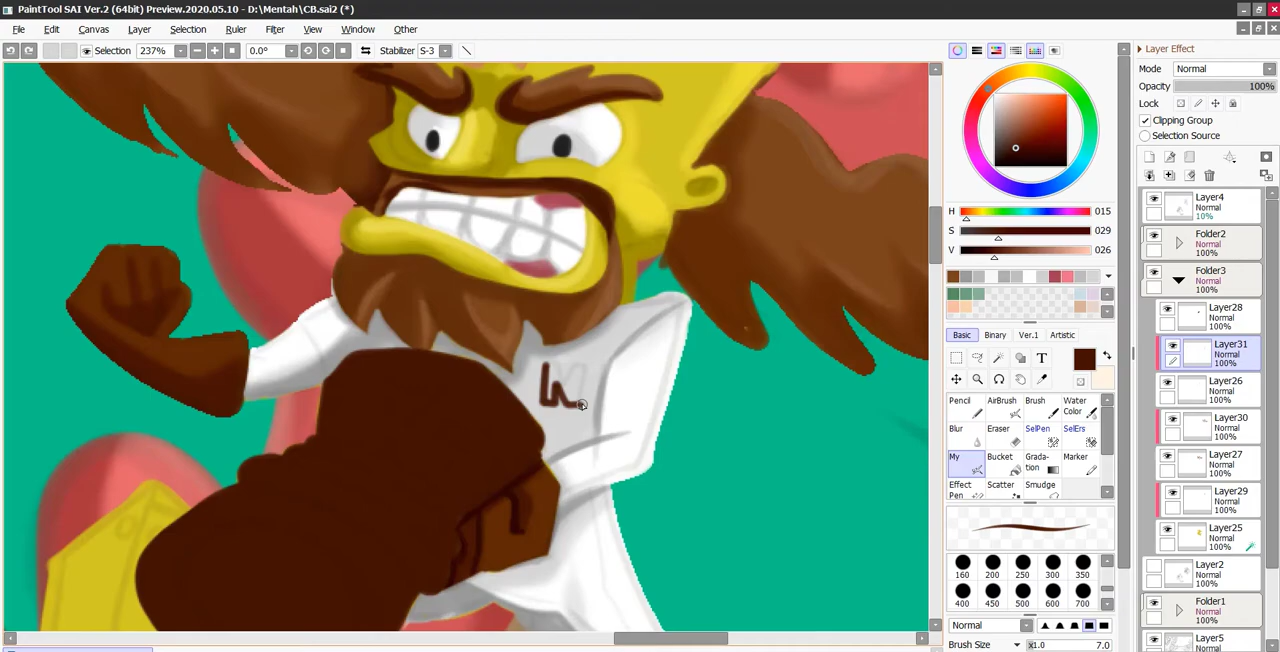 PaintTool SAI Ver.2 (64bit) Preview.2020.05.10 - D:\Mentah\CB.sai2 (*)
File Edit Canvas Layer Selection Ruler Filter View Window Other
Selection 237% 0.0° Stabilizer S-3
Layer Effect
Mode Normal
Opacity 100%
Lock
Clipping Group
Selection Source
H 015
S 029
V 026
Basic Binary Ver.1 Artistic
T
Pencil AirBrush Brush Water Color
Blur Eraser SelPen SelErs
My Bucket Gradation Marker
Effect Pen Scatter Smudge
160 200 250 300 350
400 450 500 600 700
Normal
Brush Size x1.0 7.0
Layer4
Normal
10%
Folder2
Normal
100%
Folder3
Normal
100%
Layer28
Normal
100%
Layer31
Normal
100%
Layer26
Normal
100%
Layer30
Normal
100%
Layer27
Normal
100%
Layer29
Normal
100%
Layer25
Normal
100%
Layer2
Normal
100%
Folder1
Normal
100%
Layer5
Normal